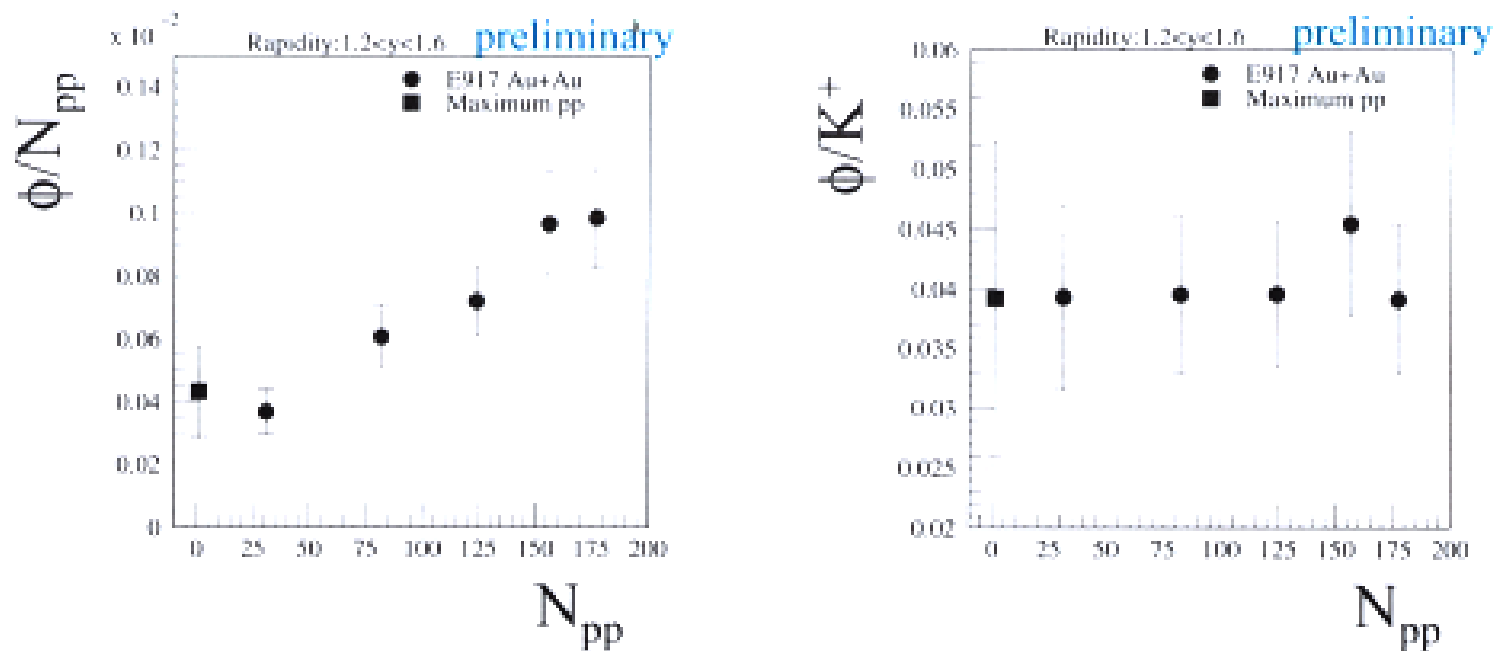 x 10 -2
Rapidity:1.2<y<1.6 preliminary
E917 Au+Au
Maximum pp
ϕ/Npp
0.14
0.12
0.1
0.08
0.06
0.04
0.02
0
0 25 50 75 100 125 150 175 200
Npp
Rapidity:1.2<y<1.6 preliminary
E917 Au+Au
Maximum pp
ϕ/K+
0.06
0.055
0.05
0.045
0.04
0.035
0.03
0.025
0.02
0 25 50 75 100 125 150 175 200
Npp